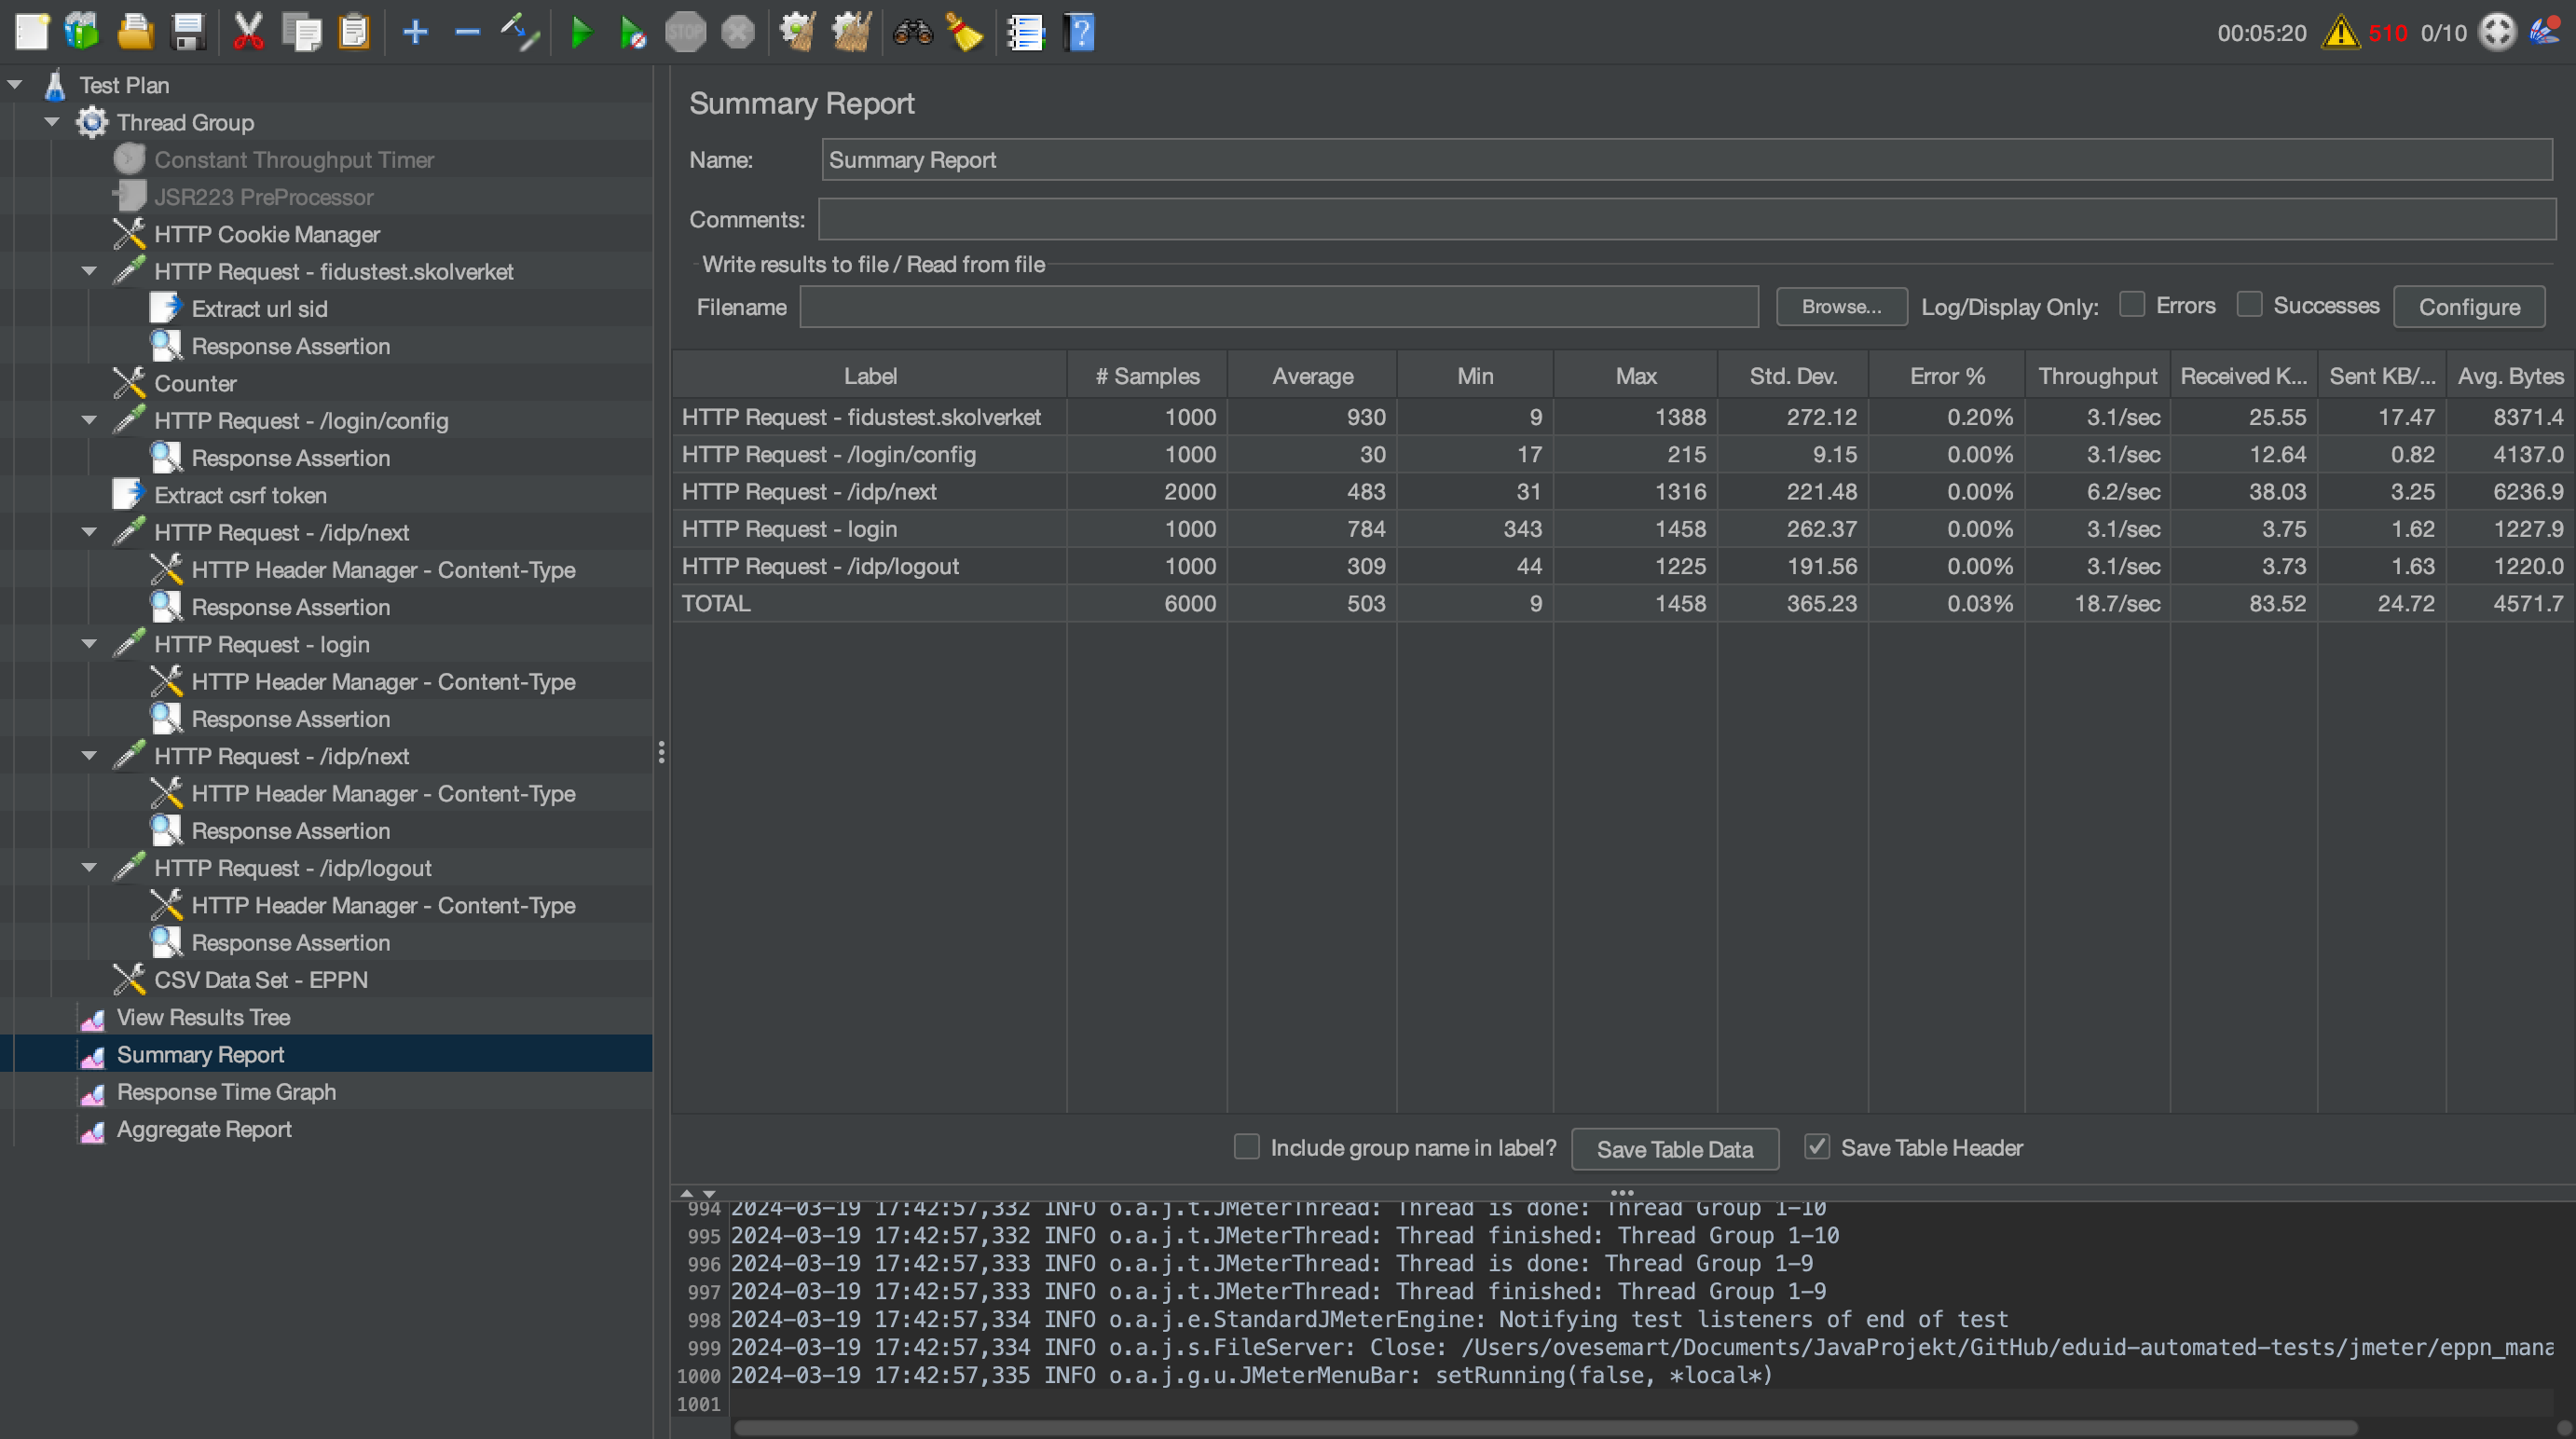 00:05:20 510 0/10
STOP
Test Plan
Thread Group
Constant Throughput Timer
JSR223 PreProcessor
HTTP Cookie Manager
HTTP Request - fidustest.skolverket
Extract url sid
Response Assertion
Counter
HTTP Request - /login/config
Response Assertion
Extract csrf token
HTTP Request - /idp/next
HTTP Header Manager - Content-Type
Response Assertion
HTTP Request - login
HTTP Header Manager - Content-Type
Response Assertion
HTTP Request - /idp/next
HTTP Header Manager - Content-Type
Response Assertion
HTTP Request - /idp/logout
HTTP Header Manager - Content-Type
Response Assertion
CSV Data Set - EPPN
View Results Tree
Summary Report
Response Time Graph
Aggregate Report
Summary Report
Name: Summary Report
Comments:
Write results to file / Read from file
Filename Browse... Log/Display Only: Errors Successes Configure
Label # Samples Average Min Max Std. Dev. Error % Throughput Received K... Sent KB/... Avg. Bytes
HTTP Request - fidustest.skolverket 1000 930 9 1388 272.12 0.20% 3.1/sec 25.55 17.47 8371.4
HTTP Request - /login/config 1000 30 17 215 9.15 0.00% 3.1/sec 12.64 0.82 4137.0
HTTP Request - /idp/next 2000 483 31 1316 221.48 0.00% 6.2/sec 38.03 3.25 6236.9
HTTP Request - login 1000 784 343 1458 262.37 0.00% 3.1/sec 3.75 1.62 1227.9
HTTP Request - /idp/logout 1000 309 44 1225 191.56 0.00% 3.1/sec 3.73 1.63 1220.0
TOTAL 6000 503 9 1458 365.23 0.03% 18.7/sec 83.52 24.72 4571.7
Include group name in label? Save Table Data Save Table Header
994 2024-03-19 17:42:57,332 INFO o.a.j.t.JMeterThread: Thread is done: Thread Group 1-10
995 2024-03-19 17:42:57,332 INFO o.a.j.t.JMeterThread: Thread finished: Thread Group 1-10
996 2024-03-19 17:42:57,333 INFO o.a.j.t.JMeterThread: Thread is done: Thread Group 1-9
997 2024-03-19 17:42:57,333 INFO o.a.j.t.JMeterThread: Thread finished: Thread Group 1-9
998 2024-03-19 17:42:57,334 INFO o.a.j.e.StandardJMeterEngine: Notifying test listeners of end of test
999 2024-03-19 17:42:57,334 INFO o.a.j.s.FileServer: Close: /Users/ovesemart/Documents/JavaProjekt/GitHub/eduid-automated-tests/jmeter/eppn_mana
1000 2024-03-19 17:42:57,335 INFO o.a.j.g.u.JMeterMenuBar: setRunning(false, *local*)
1001